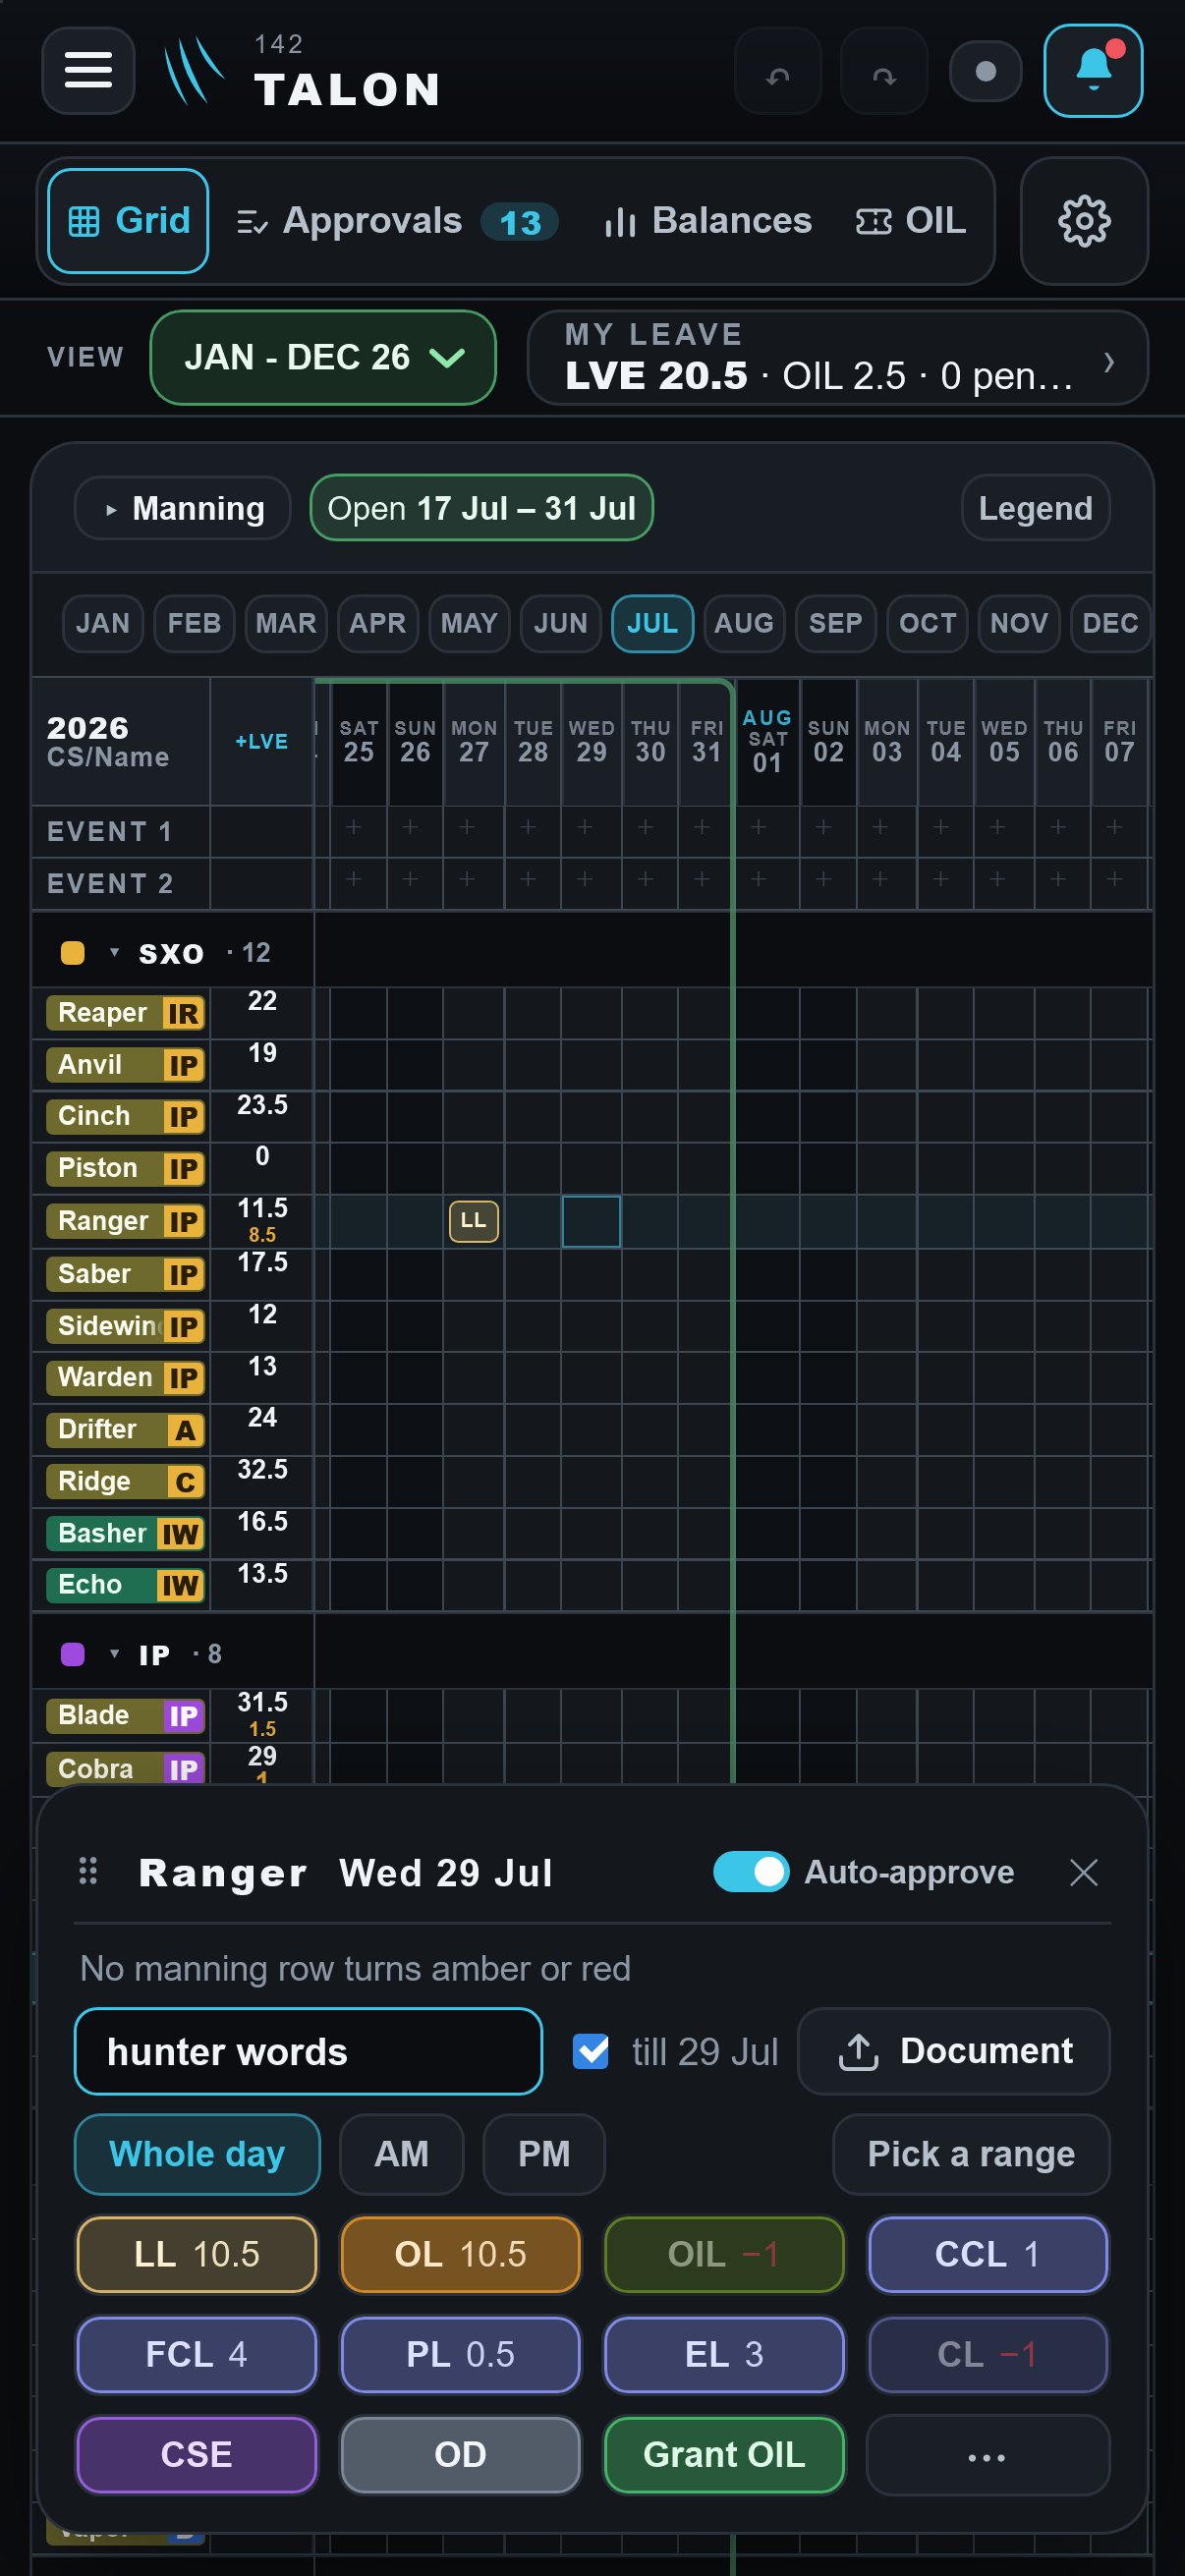 142
TALON
Grid Approvals 13 Balances OIL
VIEW JAN - DEC 26
MY LEAVE
LVE 20.5 · OIL 2.5 · 0 pen…
Manning Open 17 Jul – 31 Jul Legend
JAN FEB MAR APR MAY JUN JUL AUG SEP OCT NOV DEC
2026
CS/Name
+LVE
SAT 25
SUN 26
MON 27
TUE 28
WED 29
THU 30
FRI 31
AUG SAT 01
SUN 02
MON 03
TUE 04
WED 05
THU 06
FRI 07
EVENT 1 + + + + + + + + + + + + + +
EVENT 2 + + + + + + + + + + + + + +
SXO · 12
Reaper IR 22
Anvil IP 19
Cinch IP 23.5
Piston IP 0
Ranger IP 11.5 LL
8.5
Saber IP 17.5
IP 12
Warden IP 13
Drifter A 24
Ridge C 32.5
Basher IW 16.5
Echo IW 13.5
IP · 8
Blade IP 31.5
1.5
Cobra IP 29
1
Ranger Wed 29 Jul Auto-approve
No manning row turns amber or red
hunter words till 29 Jul Document
Whole day AM PM Pick a range
LL 10.5 OL 10.5 OIL −1 CCL 1
FCL 4 PL 0.5 EL 3 CL −1
CSE OD Grant OIL ...